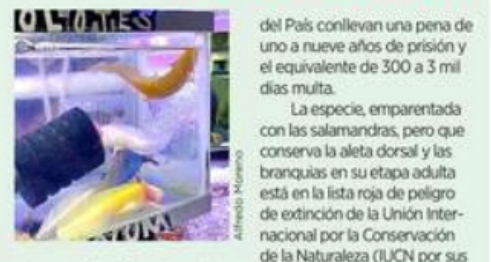 OLOTES
Alfredo Moreno
del País conllevan una pena de
uno a nueve años de prisión y
el equivalente de 300 a 3 mil
días multa.
La especie, emparentada
con las salamandras, pero que
conserva la aleta dorsal y las
branquias en su etapa adulta
está en la lista roja de peligro
de extinción de la Unión Inter-
nacional por la Conservación
de la Naturaleza (IUCN por sus